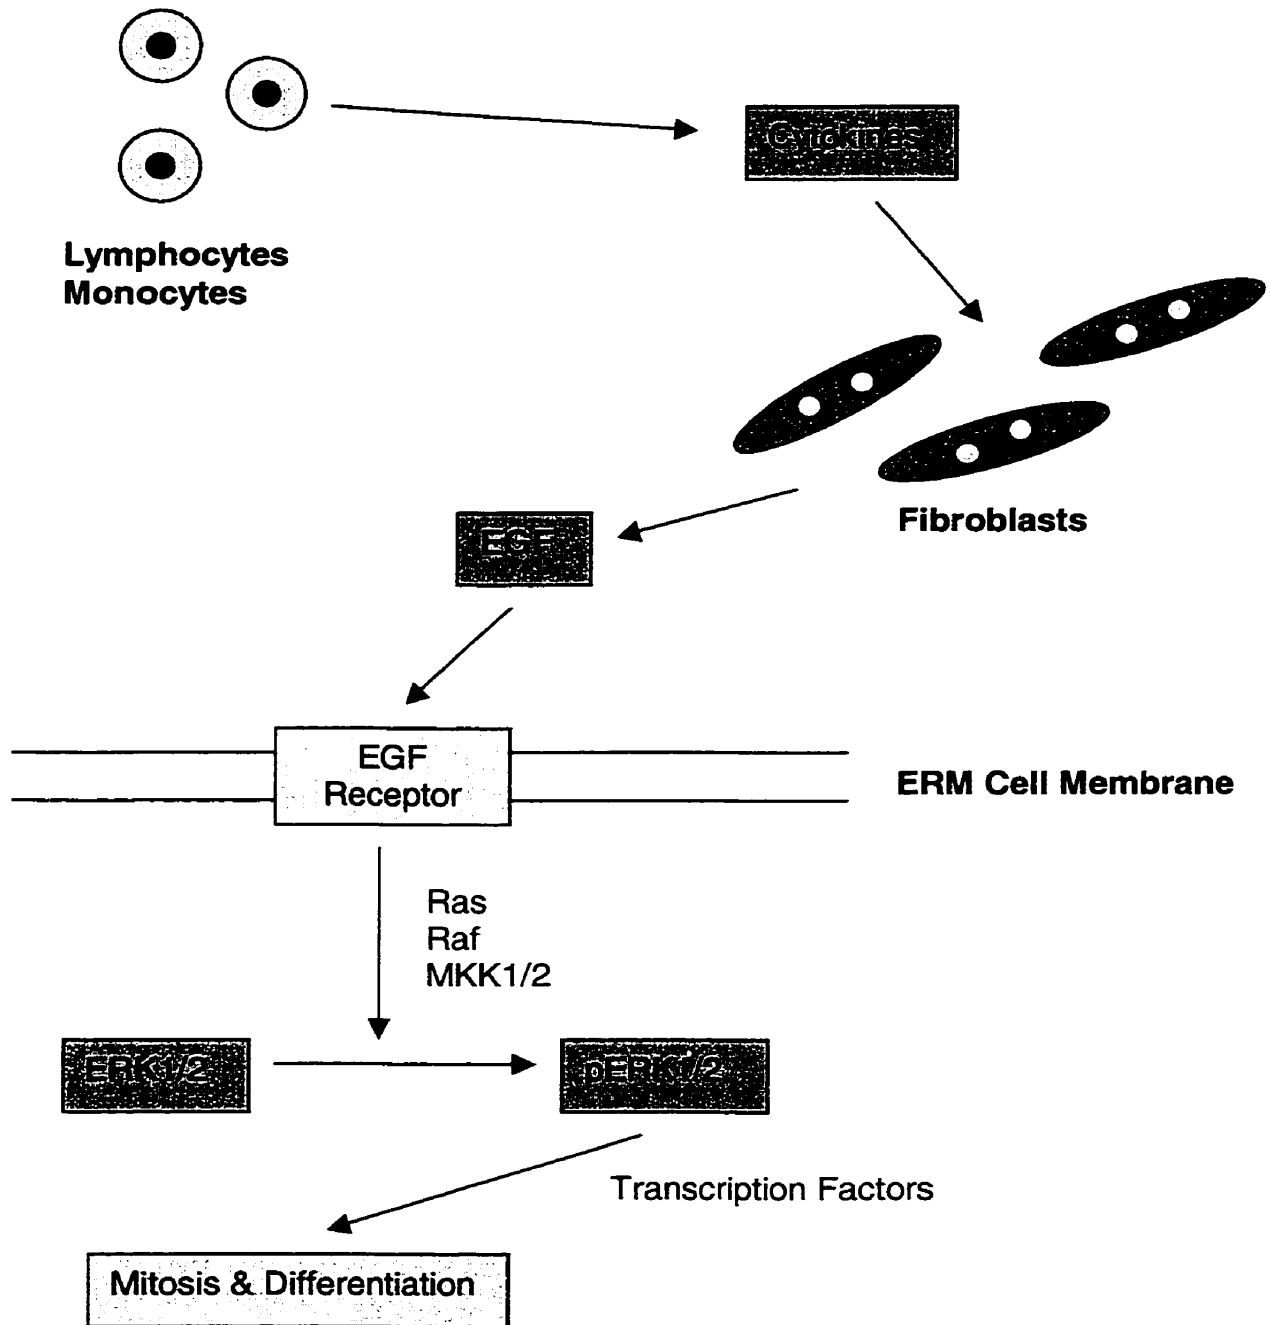 Cytokines
Lymphocytes
Monocytes
Fibroblasts
EGF
EGF
Receptor
ERM Cell Membrane
Ras
Raf
MKK1/2
ERK1/2
pERK1/2
Transcription Factors
Mitosis & Differentiation